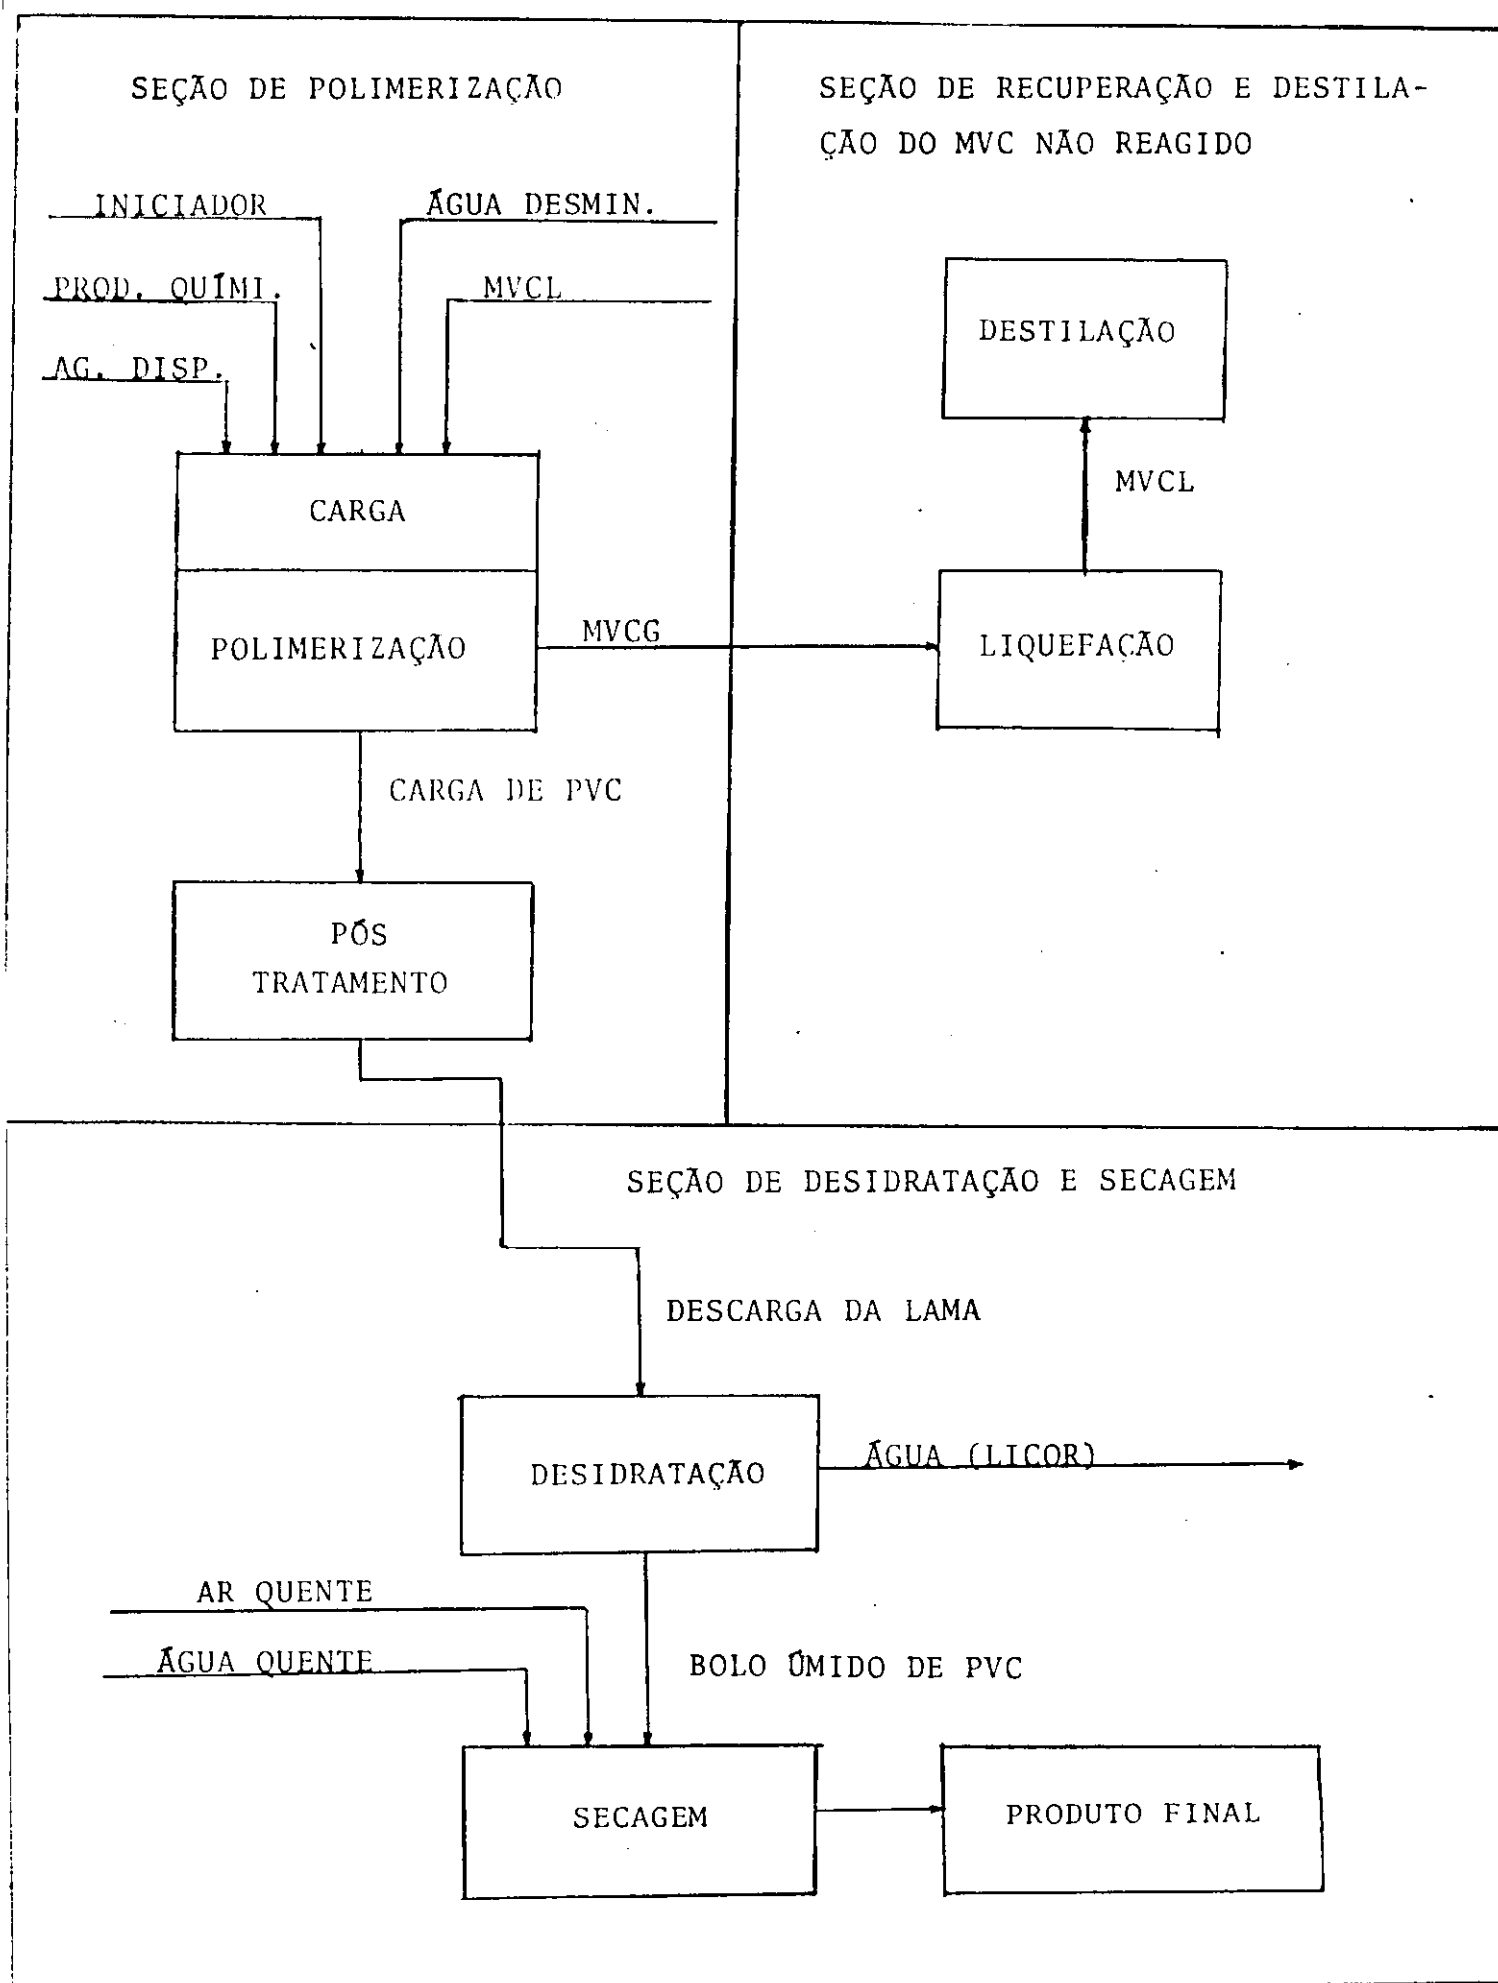 SEÇÃO DE POLIMERIZAÇÃO
SEÇÃO DE RECUPERAÇÃO E DESTILA-
ÇÃO DO MVC NÃO REAGIDO
INICIADOR
ÁGUA DESMIN.
PROD. QUÍMI.
MVCL
AG. DISP.
DESTILAÇÃO
MVCL
CARGA
POLIMERIZAÇÃO
MVCG
LIQUEFAÇÃO
CARGA DE PVC
PÓS
TRATAMENTO
SEÇÃO DE DESIDRATAÇÃO E SECAGEM
DESCARGA DA LAMA
DESIDRATAÇÃO
ÁGUA (LICOR)
AR QUENTE
ÁGUA QUENTE
BOLO ÚMIDO DE PVC
SECAGEM
PRODUTO FINAL